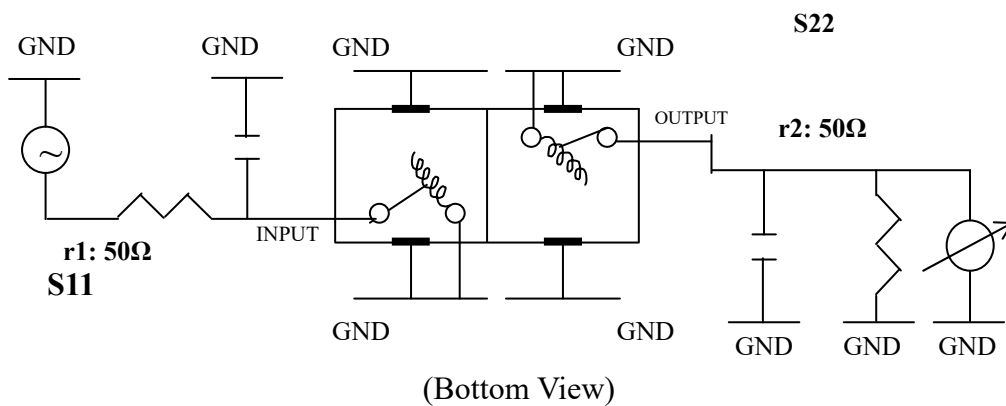 S22
GND
GND
GND
GND
OUTPUT
r2: 50Ω
~
INPUT
r1: 50Ω
S11
GND
GND
GND
GND
GND
(Bottom View)